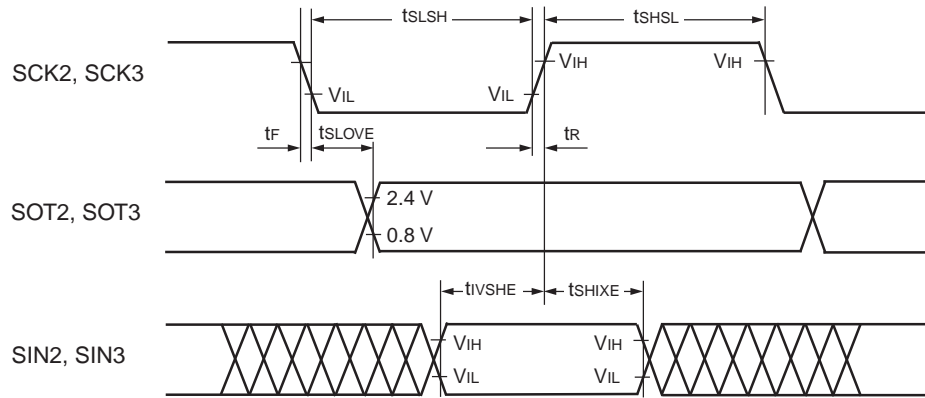 tSLSH tSHSL
SCK2, SCK3
VIH VIH
VIL VIL
tF tSLOVE tR
SOT2, SOT3
2.4 V
0.8 V
tIVSHE tSHIXE
SIN2, SIN3
VIH VIH
VIL VIL